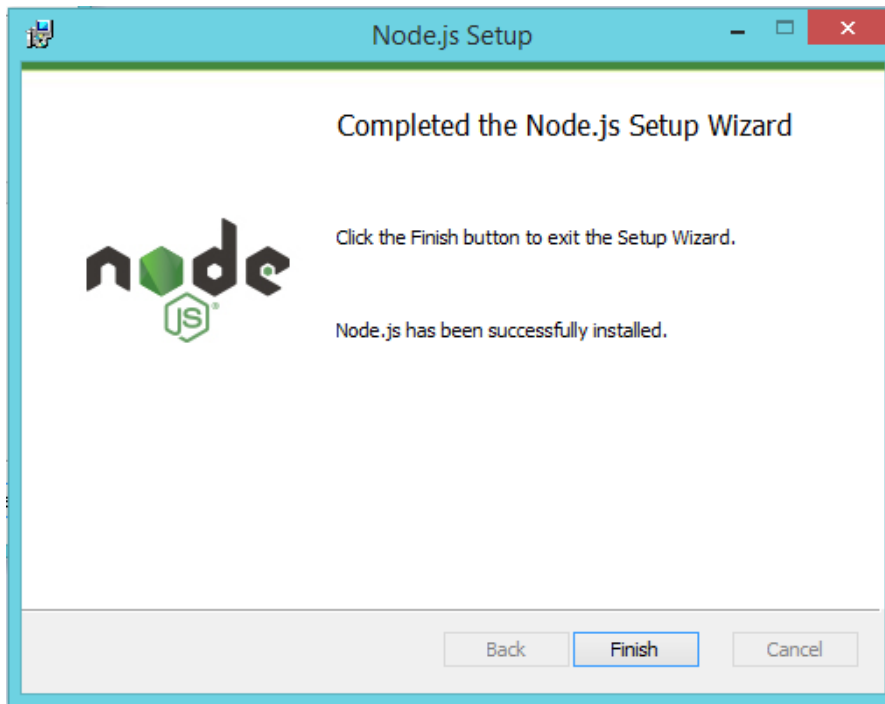 Node.js Setup
Completed the Node.js Setup Wizard
Click the Finish button to exit the Setup Wizard.
node
JS
Node.js has been successfully installed.
Back Finish Cancel